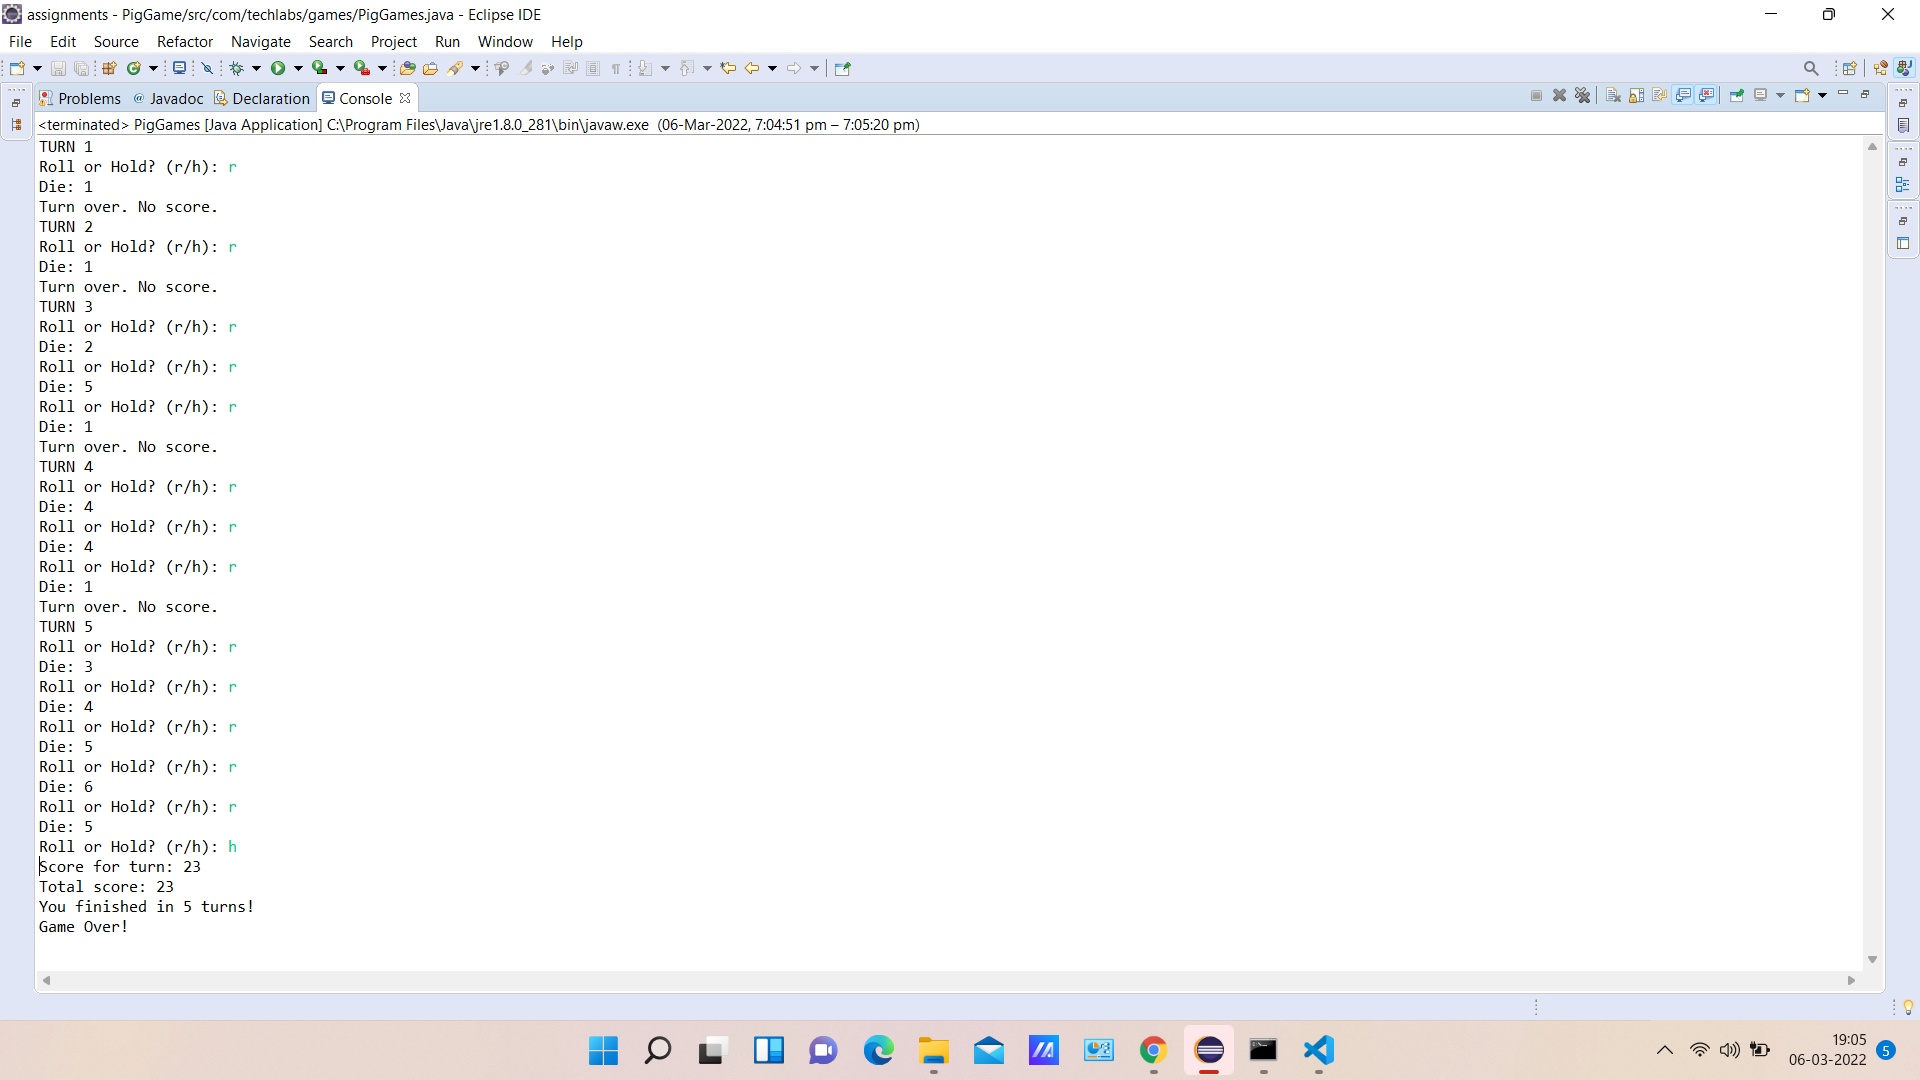 assignments - PigGame/src/com/techlabs/games/PigGames.java - Eclipse IDE
File Edit Source Refactor Navigate Search Project Run Window Help
Problems @ Javadoc Declaration Console
<terminated> PigGames [Java Application] C:\Program Files\Java\jre1.8.0_281\bin\javaw.exe (06-Mar-2022, 7:04:51 pm – 7:05:20 pm)
TURN 1
Roll or Hold? (r/h): r
Die: 1
Turn over. No score.
TURN 2
Roll or Hold? (r/h): r
Die: 1
Turn over. No score.
TURN 3
Roll or Hold? (r/h): r
Die: 2
Roll or Hold? (r/h): r
Die: 5
Roll or Hold? (r/h): r
Die: 1
Turn over. No score.
TURN 4
Roll or Hold? (r/h): r
Die: 4
Roll or Hold? (r/h): r
Die: 4
Roll or Hold? (r/h): r
Die: 1
Turn over. No score.
TURN 5
Roll or Hold? (r/h): r
Die: 3
Roll or Hold? (r/h): r
Die: 4
Roll or Hold? (r/h): r
Die: 5
Roll or Hold? (r/h): r
Die: 6
Roll or Hold? (r/h): r
Die: 5
Roll or Hold? (r/h): h
Score for turn: 23
Total score: 23
You finished in 5 turns!
Game Over!
19:05
06-03-2022 5